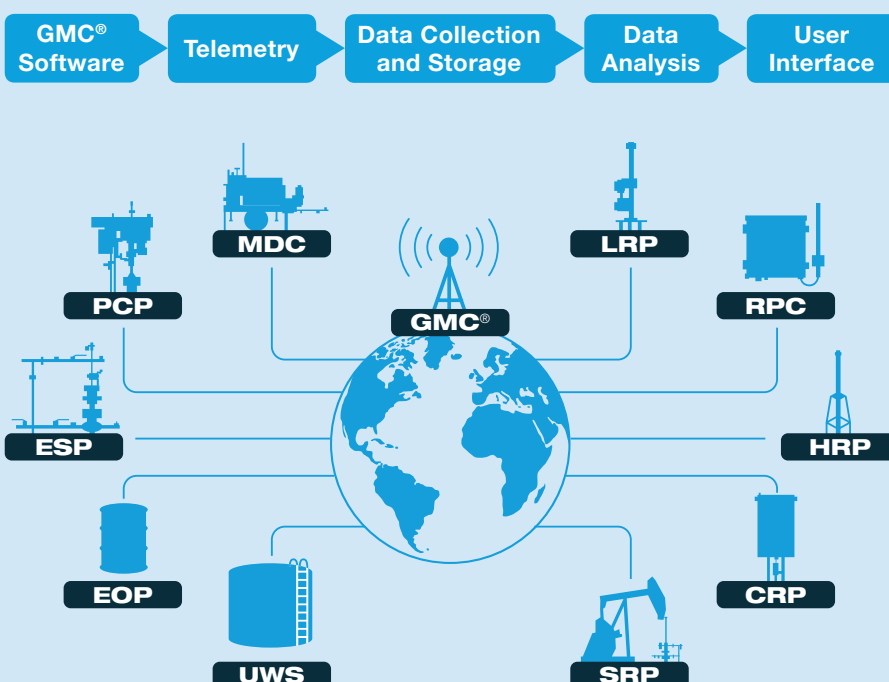 GMC®
Software
Telemetry
Data Collection
and Storage
Data
Analysis
User
Interface
MDC
LRP
PCP
GMC®
RPC
ESP
HRP
EOP
CRP
UWS
SRP